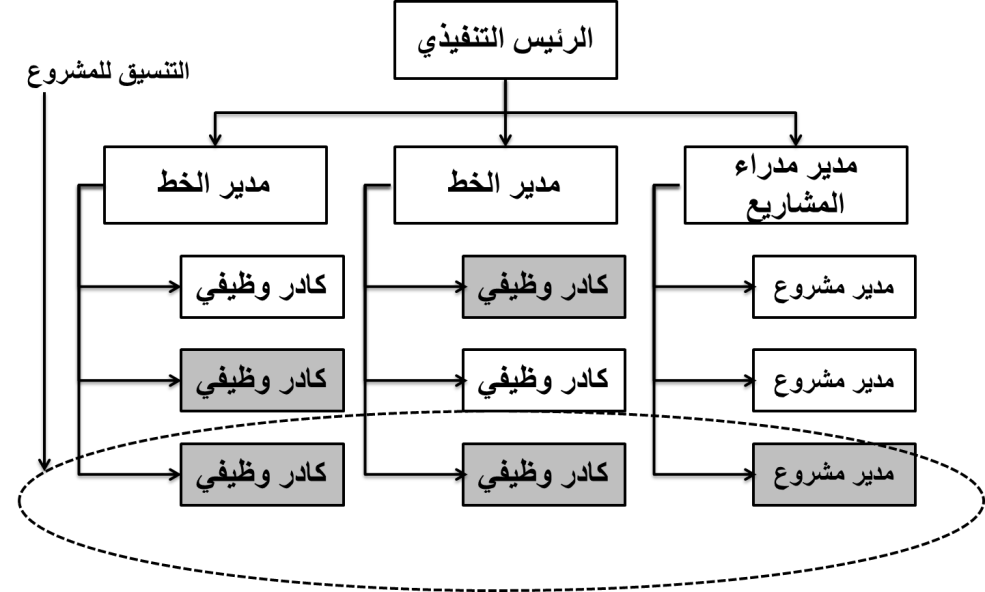 الرئيس التنفيذي
التنسيق للمشروع
مدير مدراء
المشاريع
مدير الخط
مدير الخط
مدير مشروع
كادر وظيفي
كادر وظيفي
مدير مشروع
كادر وظيفي
كادر وظيفي
مدير مشروع
كادر وظيفي
كادر وظيفي